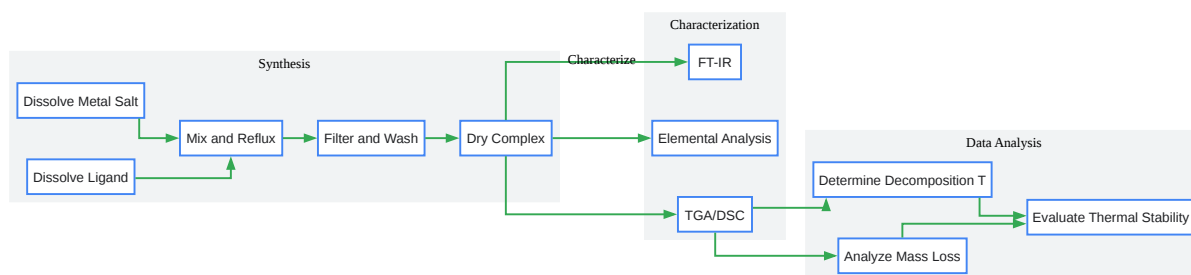 Characterization
Synthesis
Characterize
FT-IR
Dissolve Metal Salt
Mix and Reflux
Filter and Wash
Dry Complex
Elemental Analysis
Dissolve Ligand
Data Analysis
Determine Decomposition T
TGA/DSC
Evaluate Thermal Stability
Analyze Mass Loss